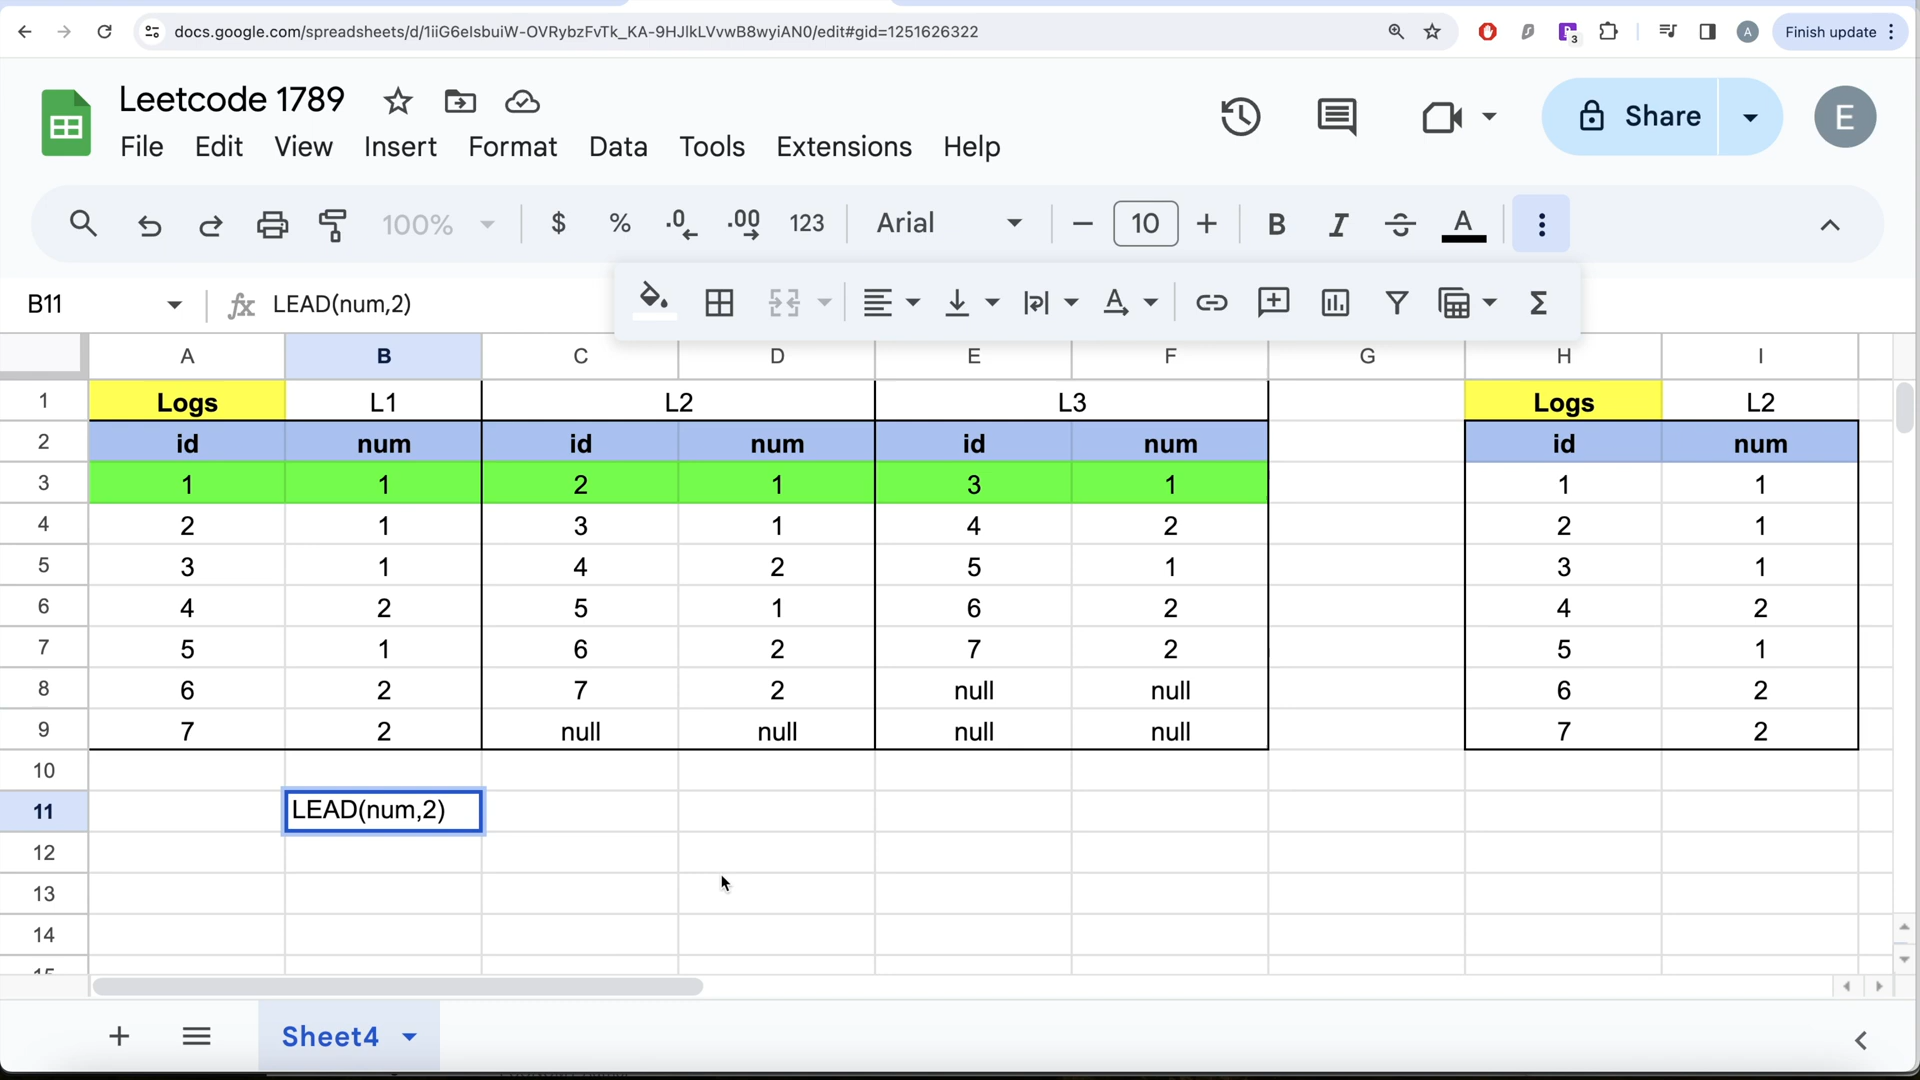 docs.google.com/spreadsheets/d/1iiG6eIsbuiW-OVRybzFvTk_KA-9HJIkLVvwB8wyiAN0/edit#gid=1251626322
3
A
Finish update
Leetcode 1789
File Edit View Insert Format Data Tools Extensions Help
Share
E
100% $ % .0 .00 123 Arial 10 B I A
B11 fx LEAD(num,2)
A B C D E F G H I
1 Logs L1 L2 L3 Logs L2
2 id num id num id num id num
3 1 1 2 1 3 1 1 1
4 2 1 3 1 4 2 2 1
5 3 1 4 2 5 1 3 1
6 4 2 5 1 6 2 4 2
7 5 1 6 2 7 2 5 1
8 6 2 7 2 null null 6 2
9 7 2 null null null null 7 2
10
11 LEAD(num,2)
12
13
14
15
Sheet4